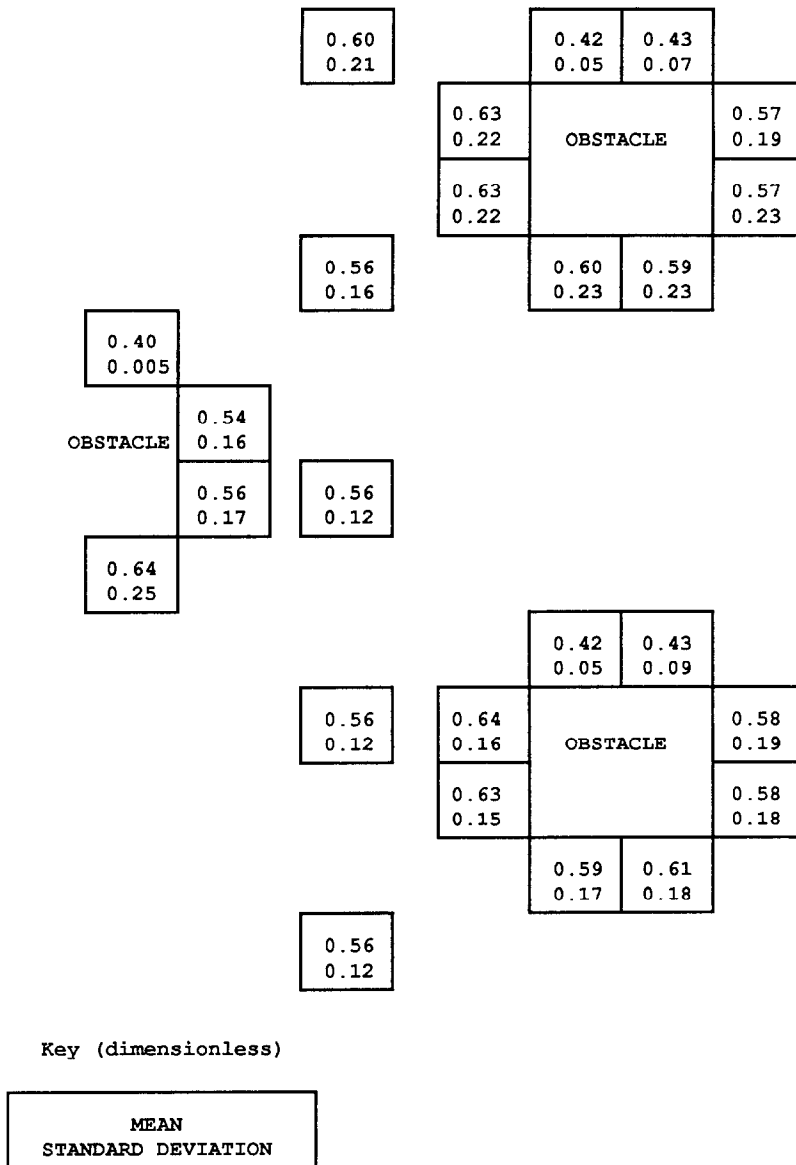 0.60 0.42 0.43
0.21 0.05 0.07
0.63 0.57
0.22 OBSTACLE 0.19
0.63 0.57
0.22 0.23
0.56 0.60 0.59
0.16 0.23 0.23
0.40
0.005
0.54
OBSTACLE 0.16
0.56 0.56
0.17 0.12
0.64
0.25
0.42 0.43
0.05 0.09
0.56 0.64 0.58
0.12 0.16 OBSTACLE 0.19
0.63 0.58
0.15 0.18
0.59 0.61
0.17 0.18
0.56
0.12
Key (dimensionless)
MEAN
STANDARD DEVIATION